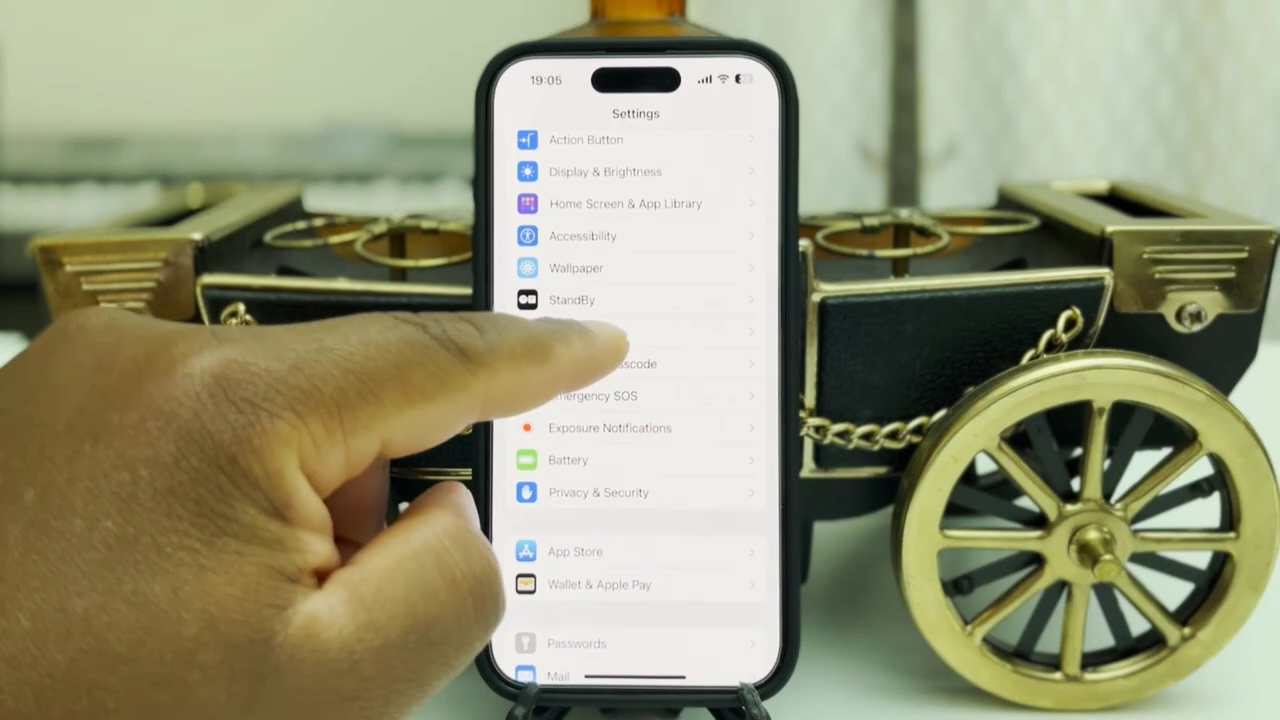 19:05
Settings
Action Button
Display & Brightness
Home Screen & App Library
Accessibility
Wallpaper
StandBy
Exposure Notifications
Battery
Privacy & Security
App Store
Wallet & Apple Pay
Passwords
Mail